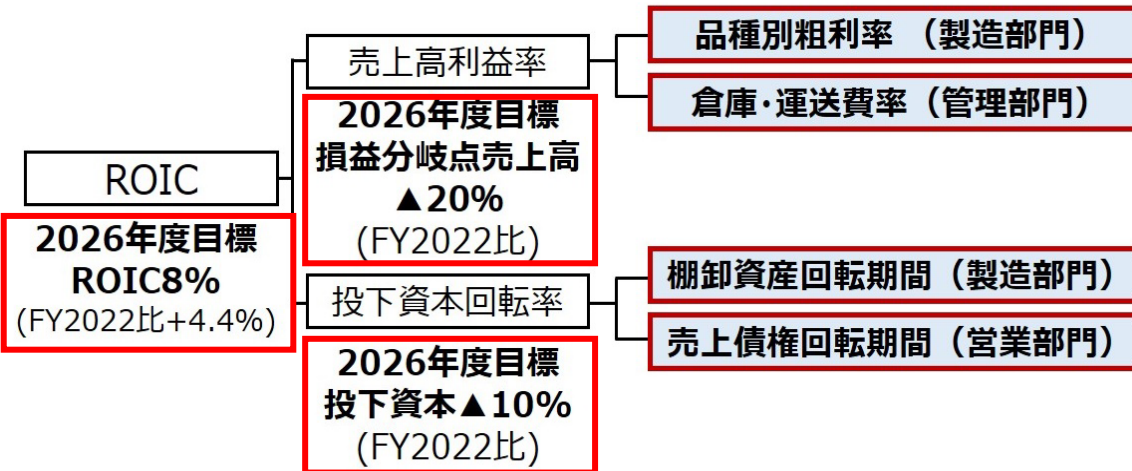 ROIC
2026年度目標
ROIC8%
(FY2022比+4.4%)
売上高利益率
2026年度目標
損益分岐点売上高
▲20%
(FY2022比)
品種別粗利率 （製造部門）
倉庫･運送費率（管理部門）
投下資本回転率
2026年度目標
投下資本▲10%
(FY2022比)
棚卸資産回転期間（製造部門）
売上債権回転期間（営業部門）